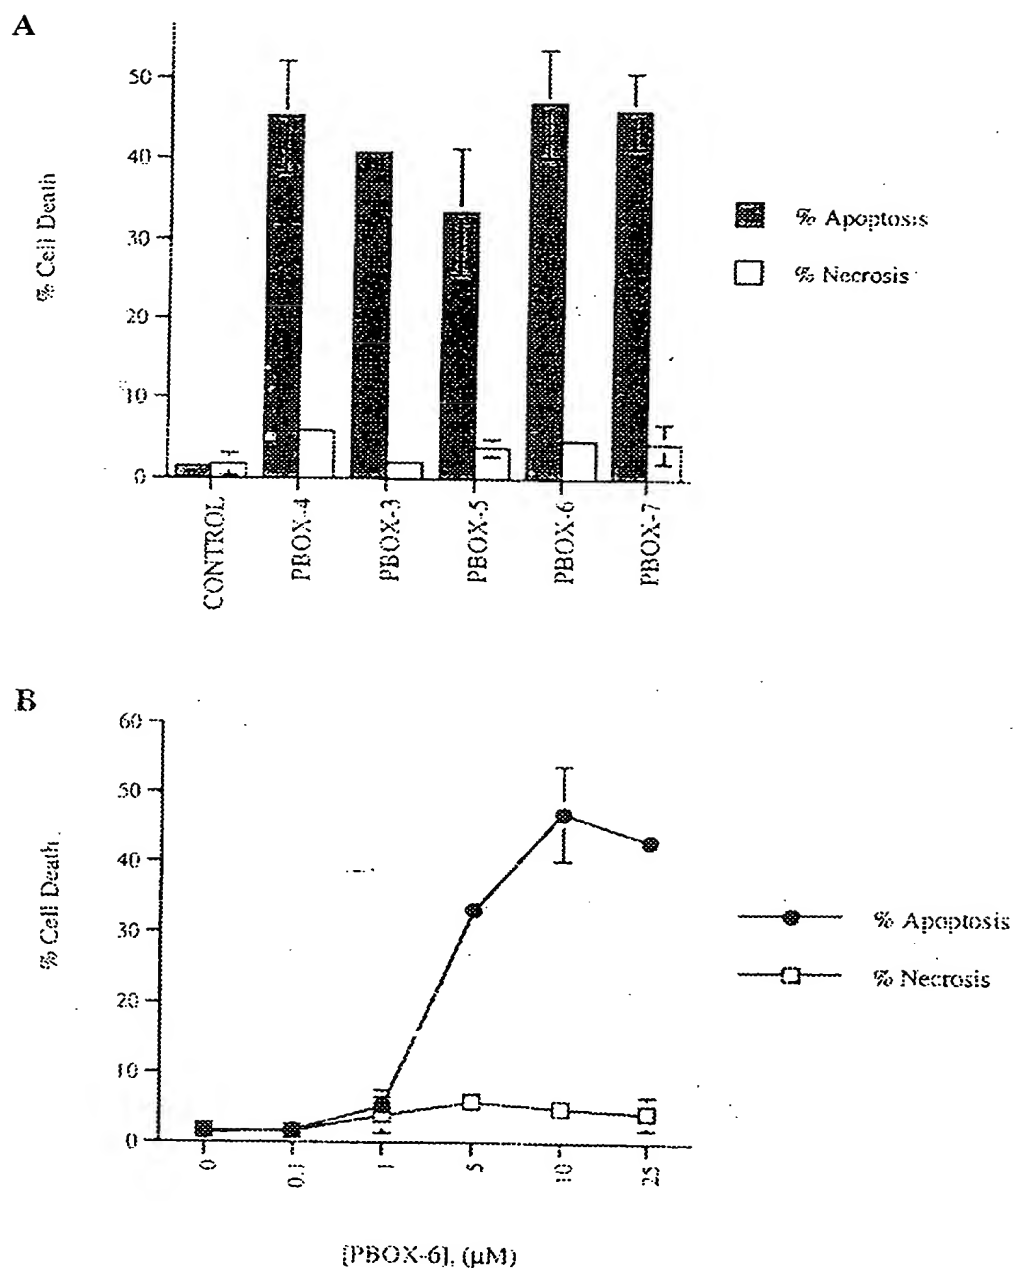 A
50
40
30
20
10
0
% Cell Death
% Apoptosis
% Necrosis
CONTROL
PBOX-4
PBOX-3
PBOX-5
PBOX-6
PBOX-7
B
60
50
40
30
20
10
0
% Cell Death
% Apoptosis
% Necrosis
0
0.1
1
5
10
25
[PBOX-6], (μM)